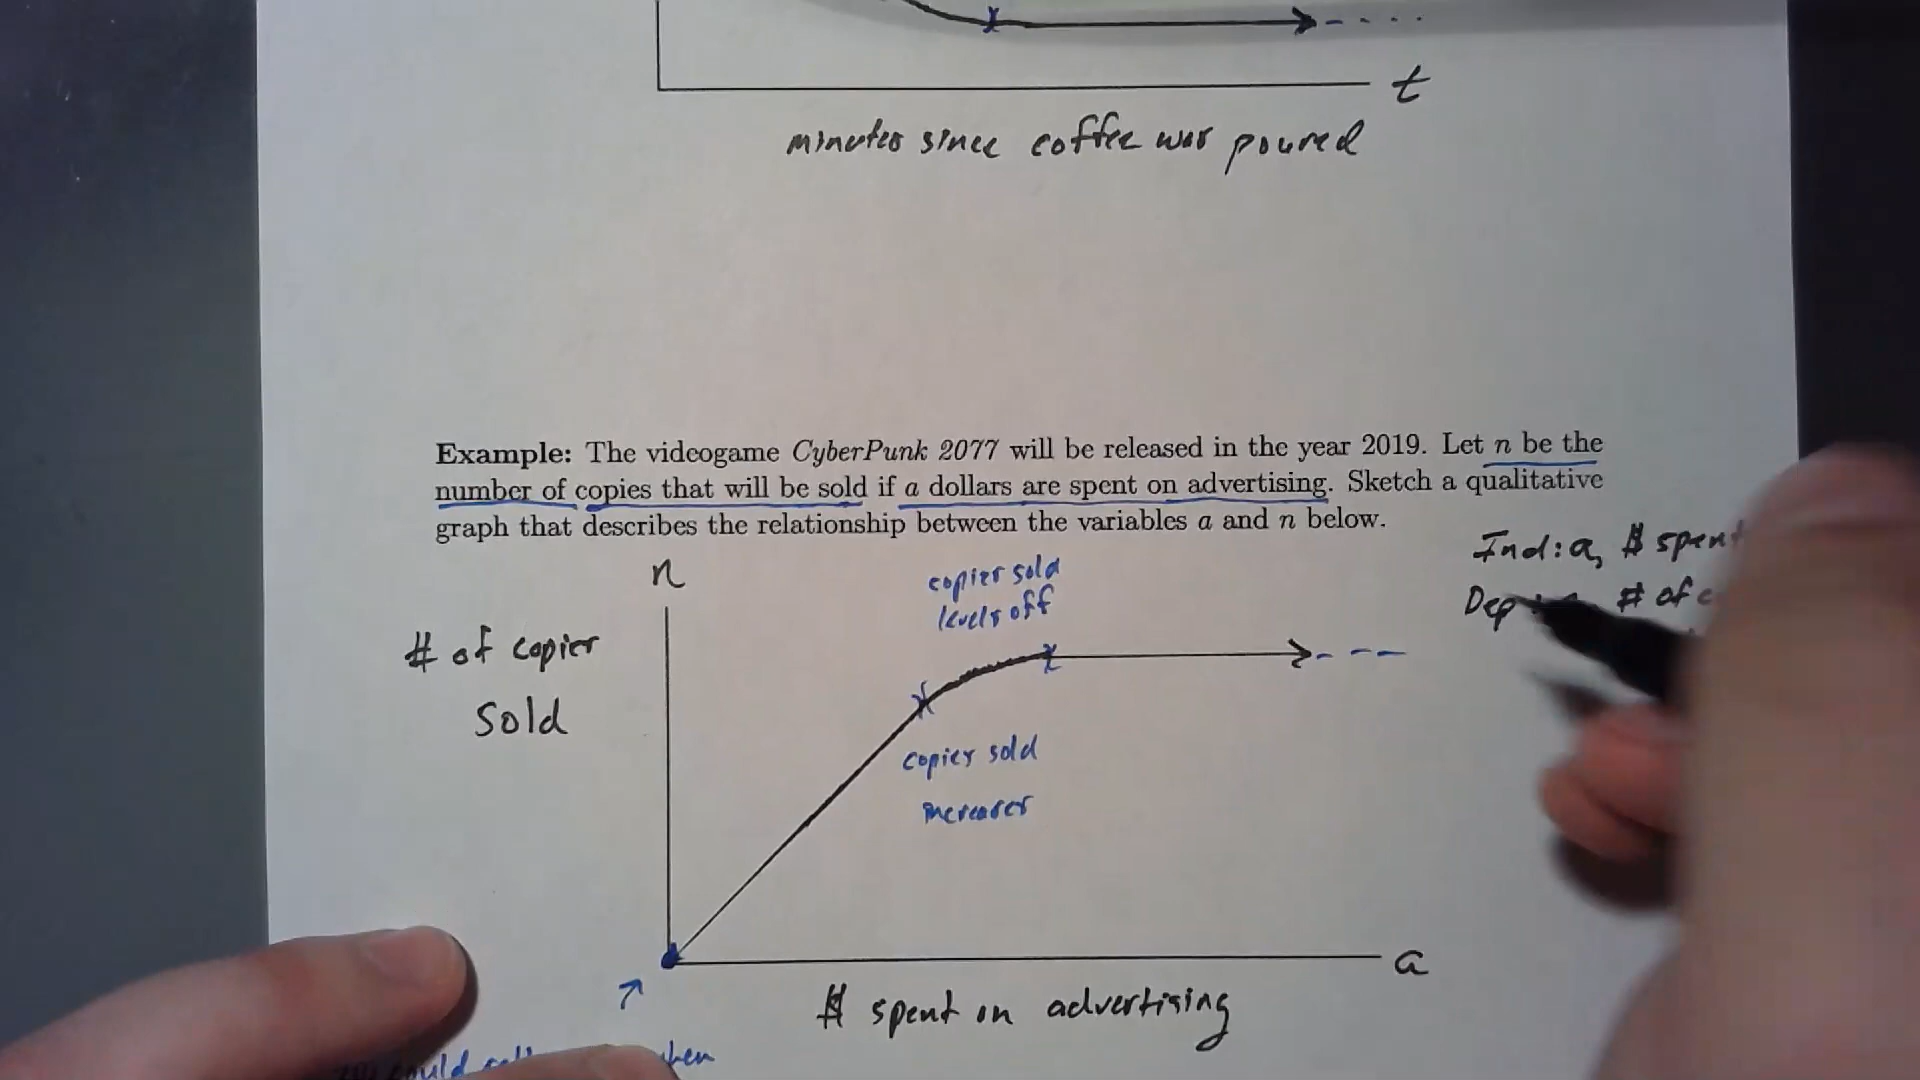 t
minutes since coffee was poured
Example: The videogame CyberPunk 2077 will be released in the year 2019. Let n be the
number of copies that will be sold if a dollars are spent on advertising. Sketch a qualitative
graph that describes the relationship between the variables a and n below.
Ind: a, $ spent
Dep: # of
n
copies sold
levels off
# of copies
sold
copies sold
increases
a
$ spent on advertising
could when